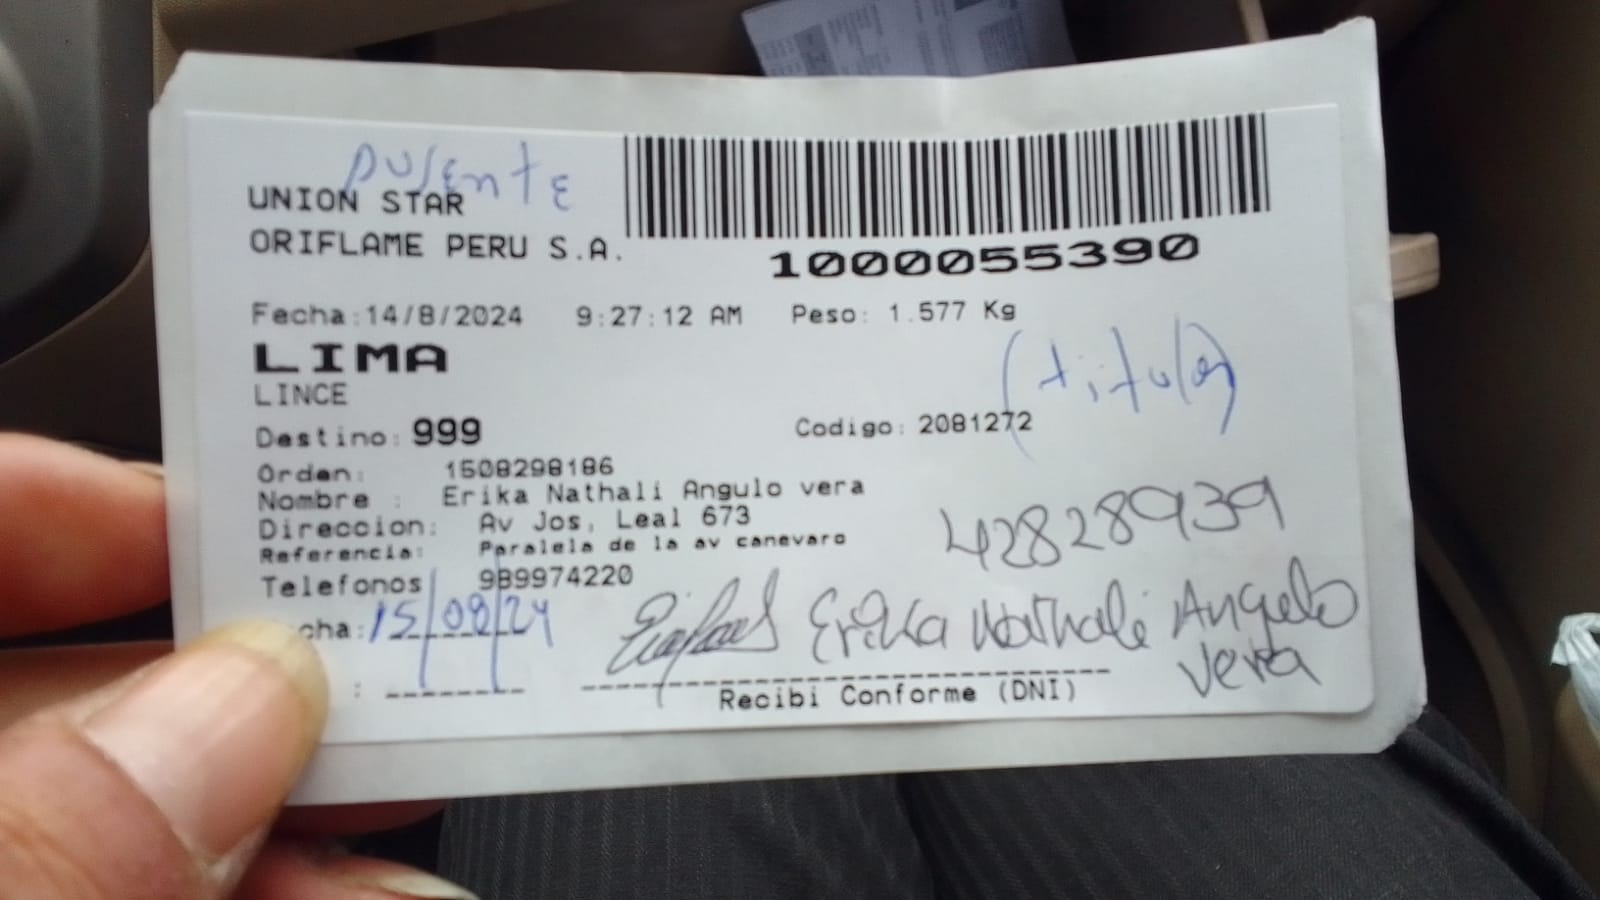 UNION STAR
ORIFLAME PERU S.A.
1000055390
Fecha:14/8/2024 9:27:12 AM Peso: 1.577 Kg
LIMA
LINCE
(titular)
Destino: 999 Codigo: 2081272
Orden: 1508298186
Nombre : Erika Nathali Angulo vera
Direccion: Av Jos, Leal 673
Referencia: Paralela de la av canevaro
42828939
Telefonos 989974220
cha: 15/08/24
Erika Nathali Angulo
vera
Recibi Conforme (DNI)